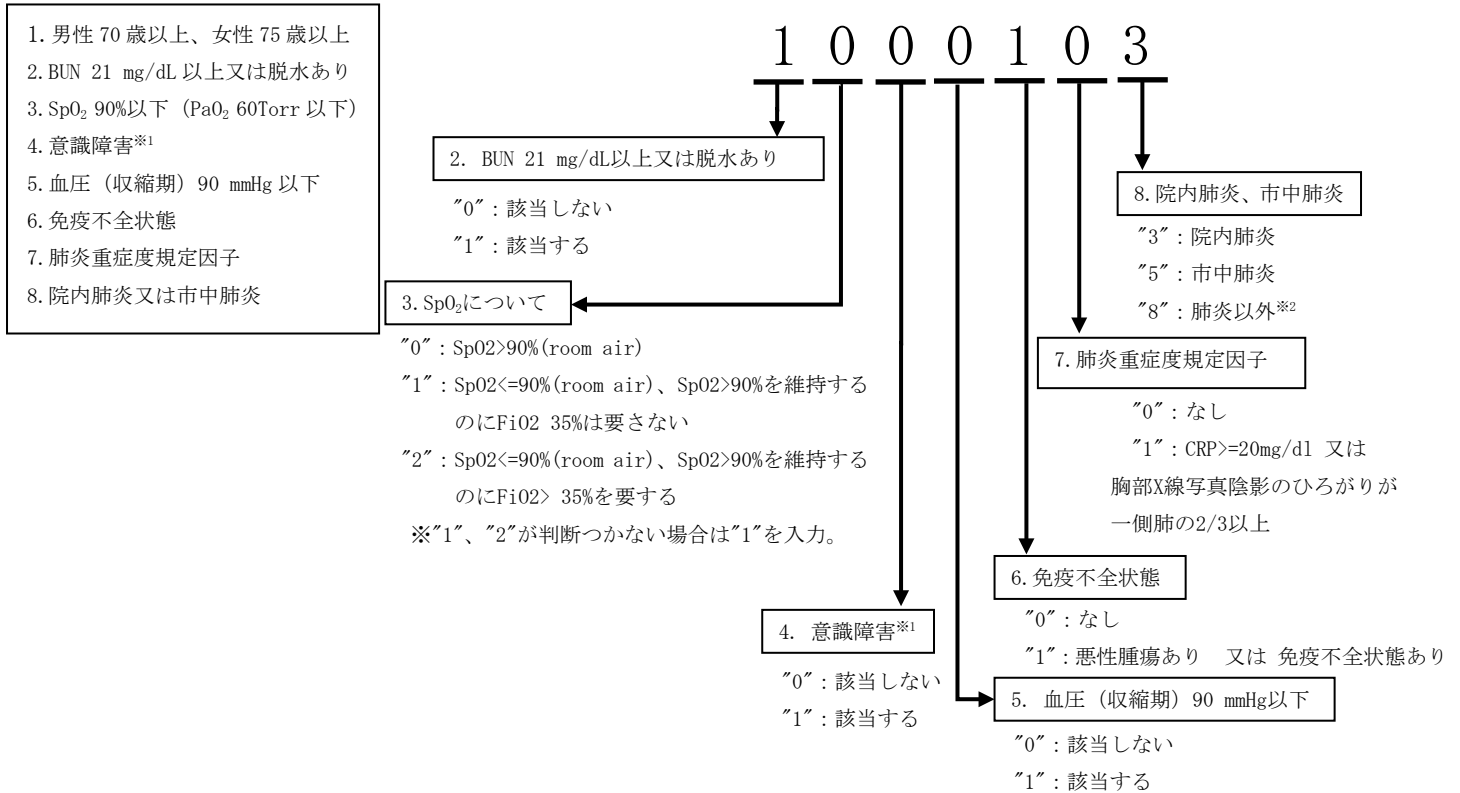 1.男性 70 歳以上、女性 75 歳以上
2.BUN 21 mg/dL 以上又は脱水あり
3.SpO₂ 90%以下 (PaO₂ 60Torr 以下)
4.意識障害※1
5.血圧（収縮期）90 mmHg 以下
6.免疫不全状態
7.肺炎重症度規定因子
8.院内肺炎又は市中肺炎
1 0 0 0 1 0 3
2. BUN 21 mg/dL以上又は脱水あり
"0"：該当しない
"1"：該当する
3.SpO₂について
"0"：SpO2>90%(room air)
"1"：SpO2<=90%(room air)、SpO2>90%を維持する
のにFiO2 35%は要さない
"2"：SpO2<=90%(room air)、SpO2>90%を維持する
のにFiO2> 35%を要する
※"1"、"2"が判断つかない場合は"1"を入力。
4. 意識障害※1
"0"：該当しない
"1"：該当する
5. 血圧（収縮期）90 mmHg以下
"0"：該当しない
"1"：該当する
6.免疫不全状態
"0"：なし
"1"：悪性腫瘍あり 又は 免疫不全状態あり
7.肺炎重症度規定因子
"0"：なし
"1"：CRP>=20mg/dl 又は
胸部X線写真陰影のひろがりが
一側肺の2/3以上
8.院内肺炎、市中肺炎
"3"：院内肺炎
"5"：市中肺炎
"8"：肺炎以外※2